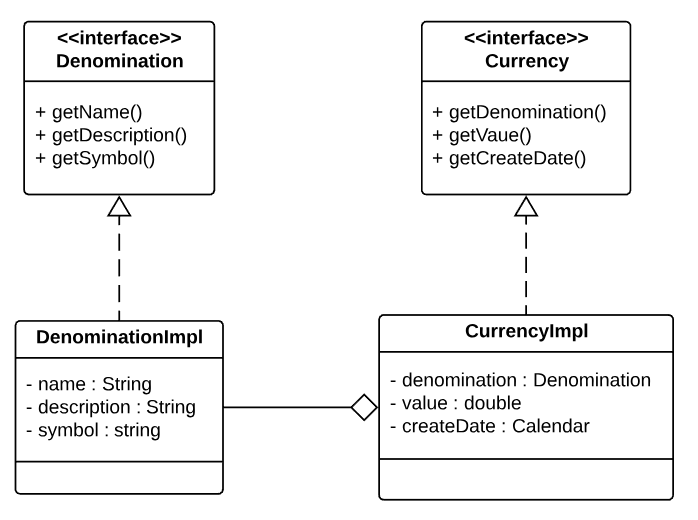 <<interface>>
Denomination
+ getName()
+ getDescription()
+ getSymbol()
<<interface>>
Currency
+ getDenomination()
+ getVaue()
+ getCreateDate()
DenominationImpl
- name : String
- description : String
- symbol : string
CurrencyImpl
- denomination : Denomination
- value : double
- createDate : Calendar